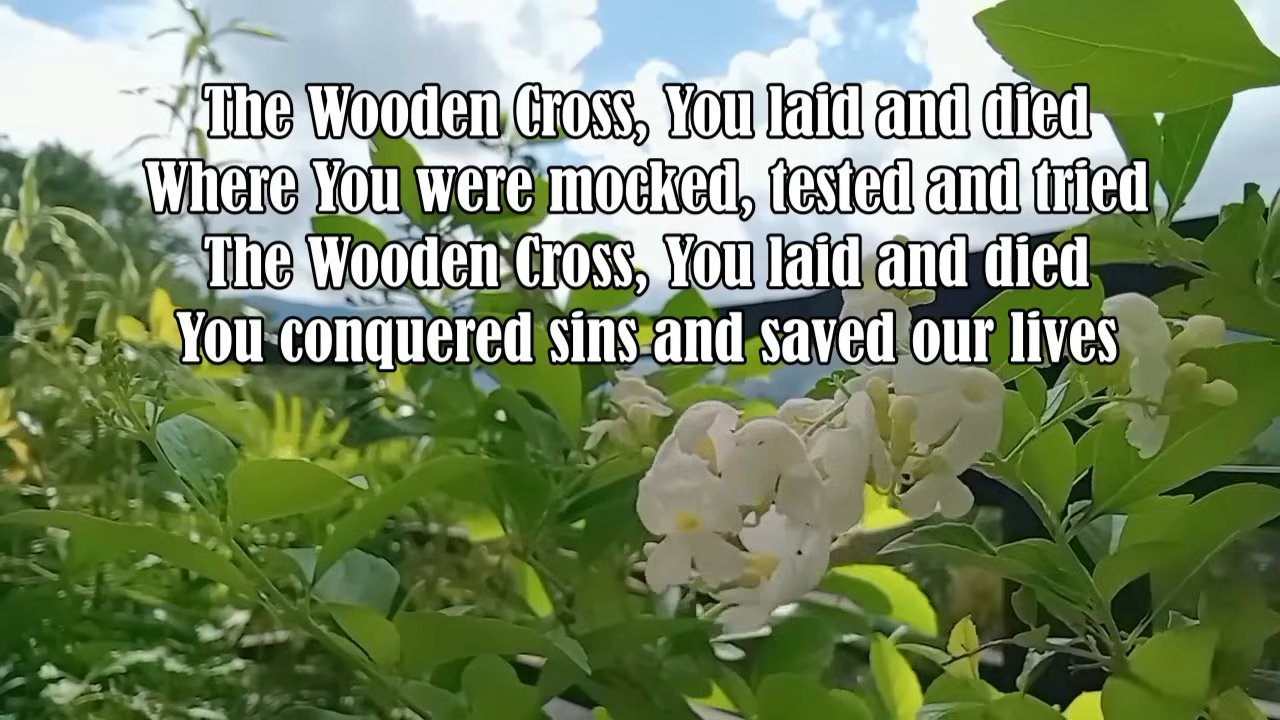 The Wooden Cross, You laid and died
Where You were mocked, tested and tried
The Wooden Cross, You laid and died
You conquered sins and saved our lives